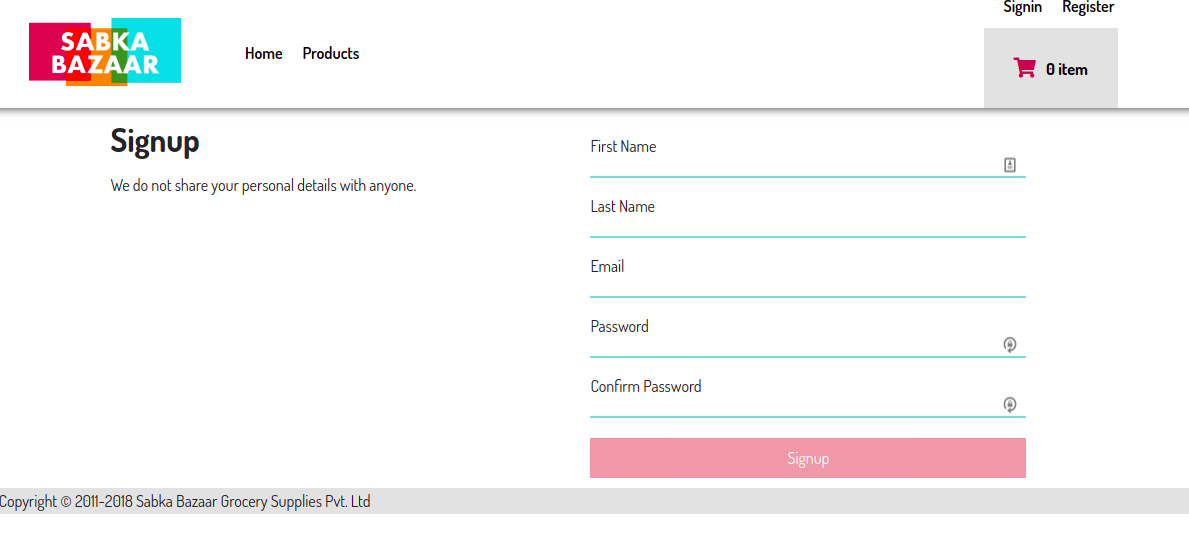 Signin Register
SABKA
BAZAAR
Home Products
0 item
Signup
We do not share your personal details with anyone.
First Name
Last Name
Email
Password
Confirm Password
Signup
Copyright © 2011-2018 Sabka Bazaar Grocery Supplies Pvt. Ltd